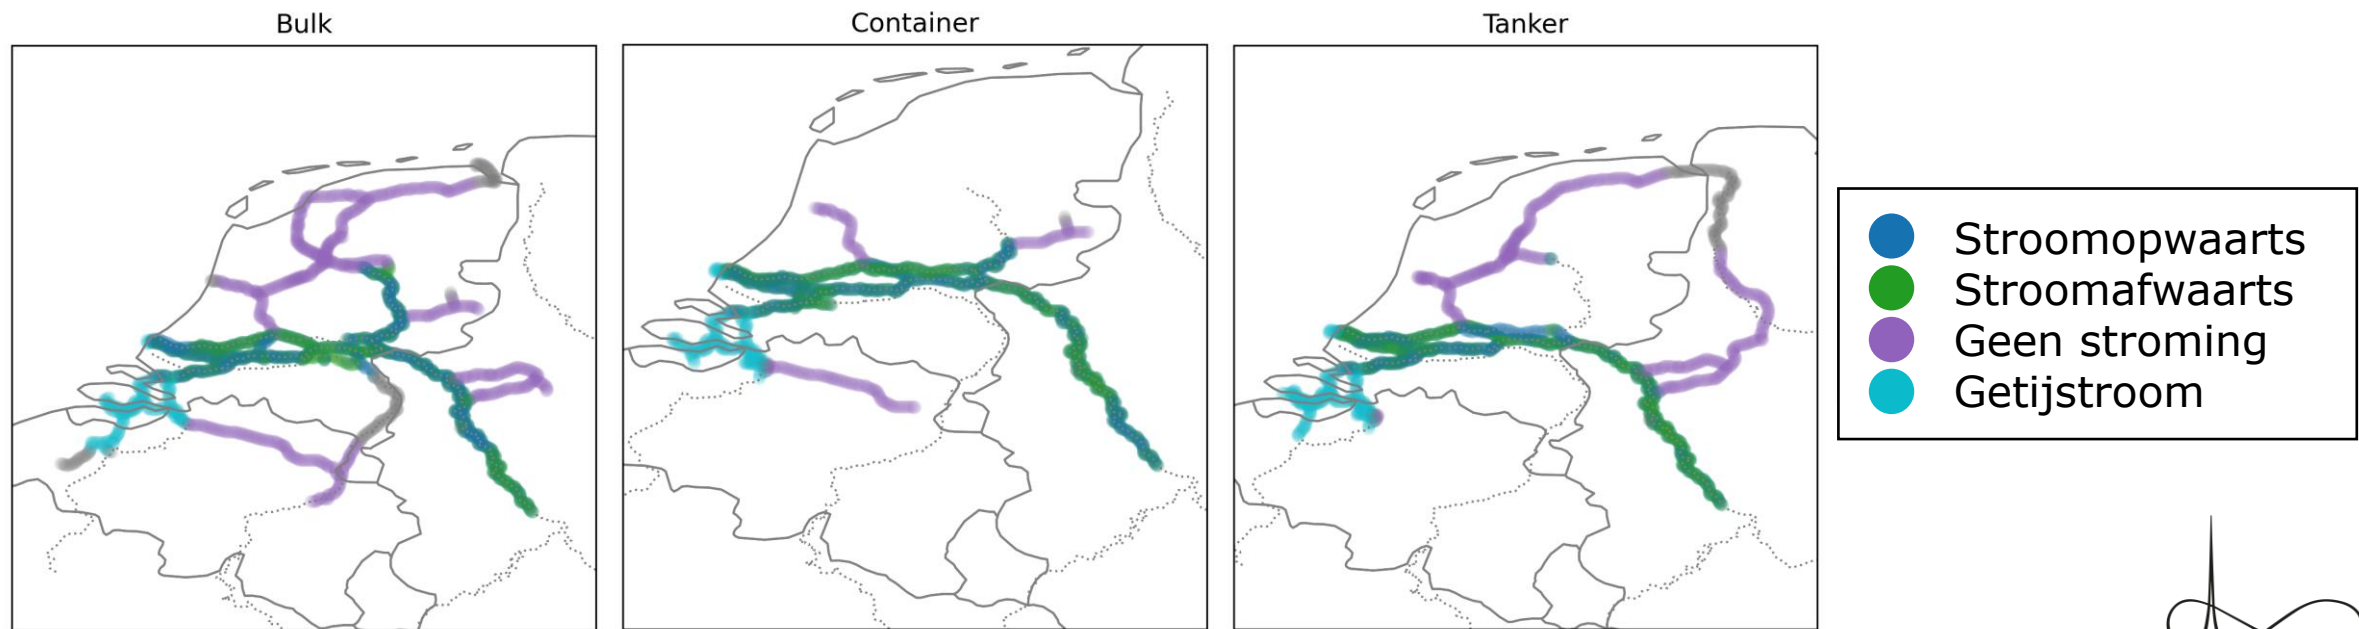 Bulk
Container
Tanker
Stroomopwaarts
Stroomafwaarts
Geen stroming
Getijstroom